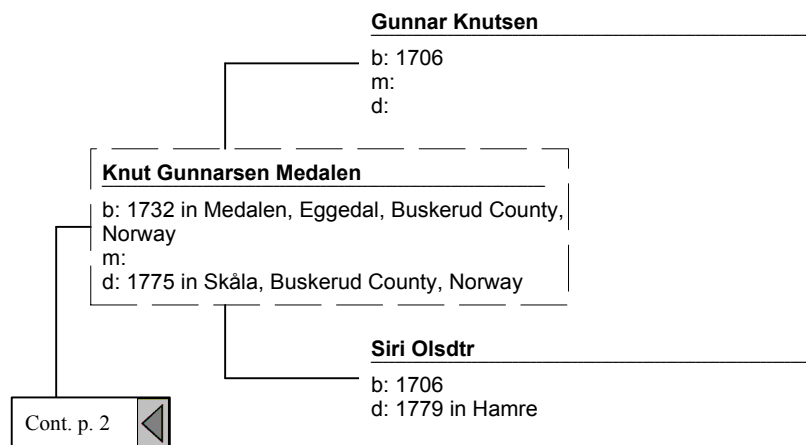 Gunnar Knutsen
b: 1706
m:
d:
Knut Gunnarsen Medalen
b: 1732 in Medalen, Eggedal, Buskerud County,
Norway
m:
d: 1775 in Skåla, Buskerud County, Norway
Siri Olsdtr
b: 1706
d: 1779 in Hamre
Cont. p. 2